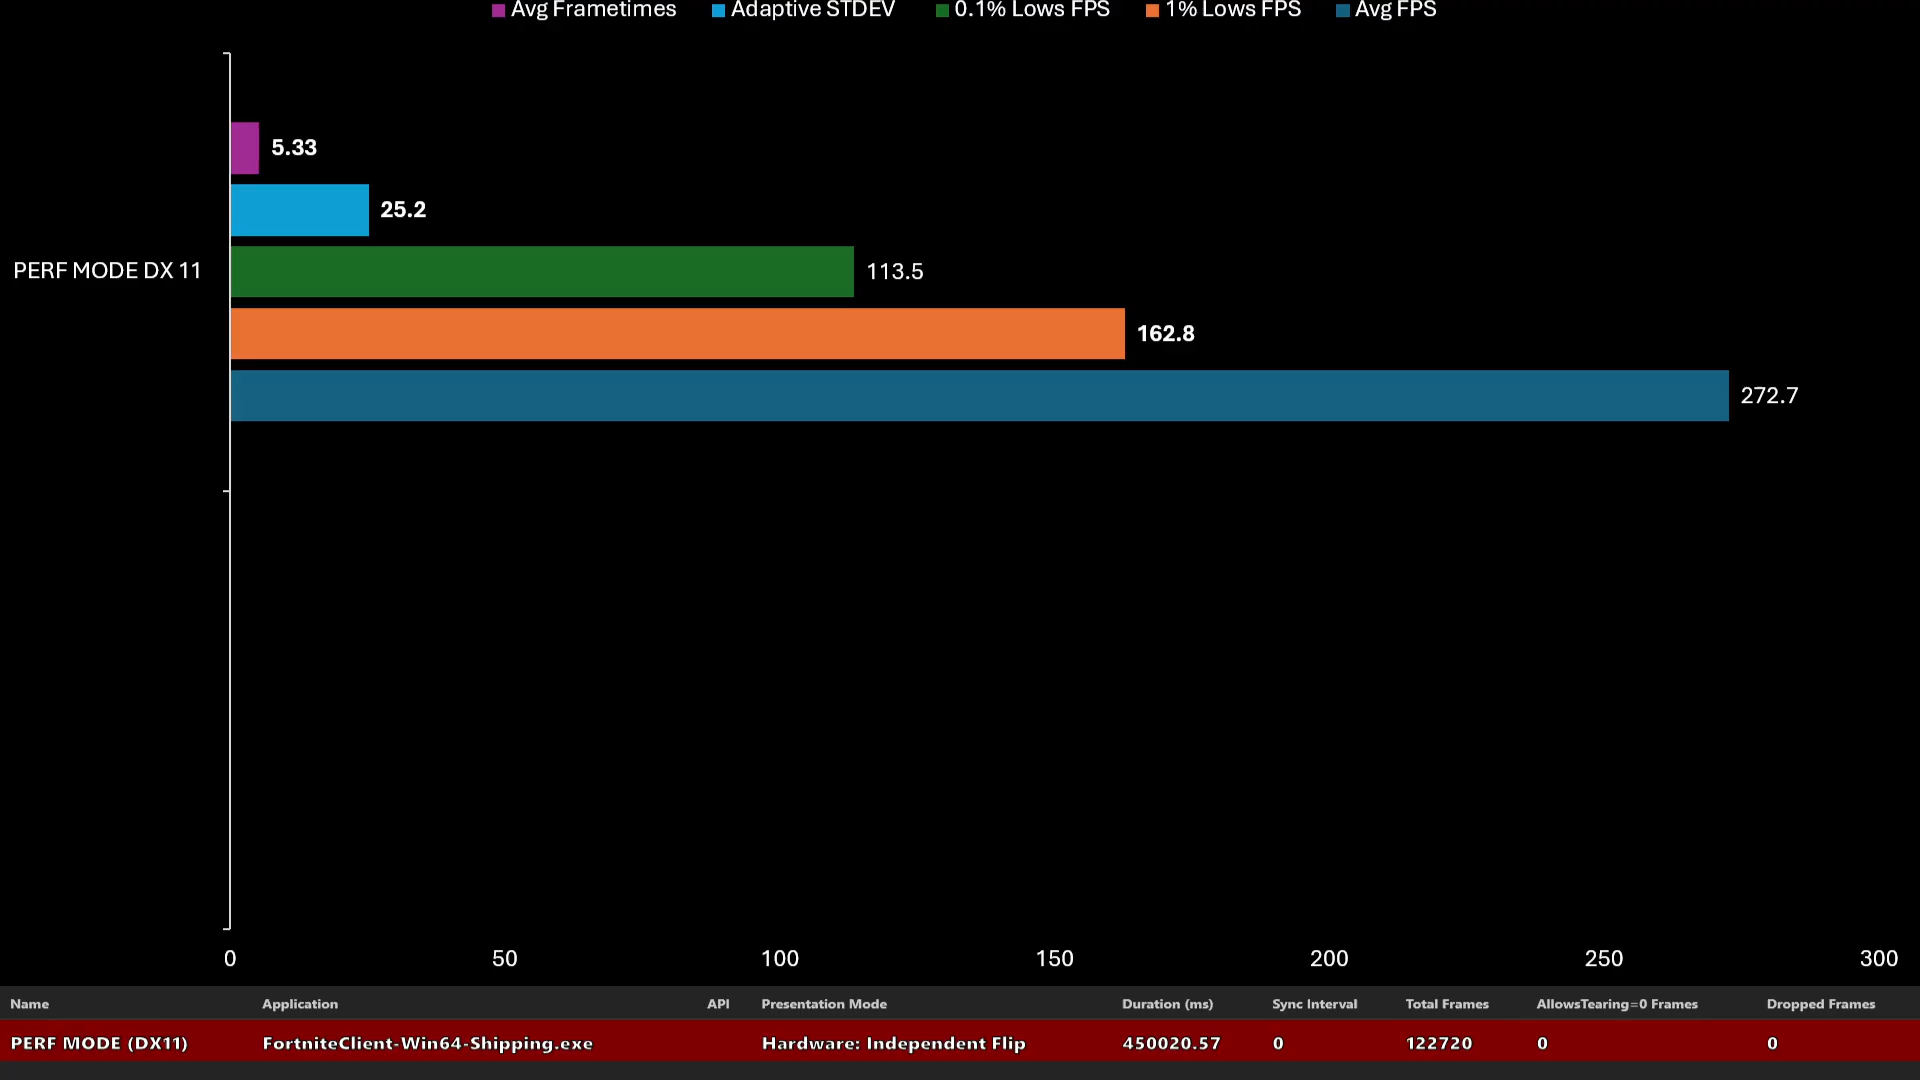 Avg Frametimes Adaptive STDEV 0.1% Lows FPS 1% Lows FPS Avg FPS
5.33
25.2
PERF MODE DX 11 113.5
162.8
272.7
0 50 100 150 200 250 300
Name Application API Presentation Mode Duration (ms) Sync Interval Total Frames AllowsTearing=0 Frames Dropped Frames
PERF MODE (DX11) FortniteClient-Win64-Shipping.exe Hardware: Independent Flip 450020.57 0 122720 0 0